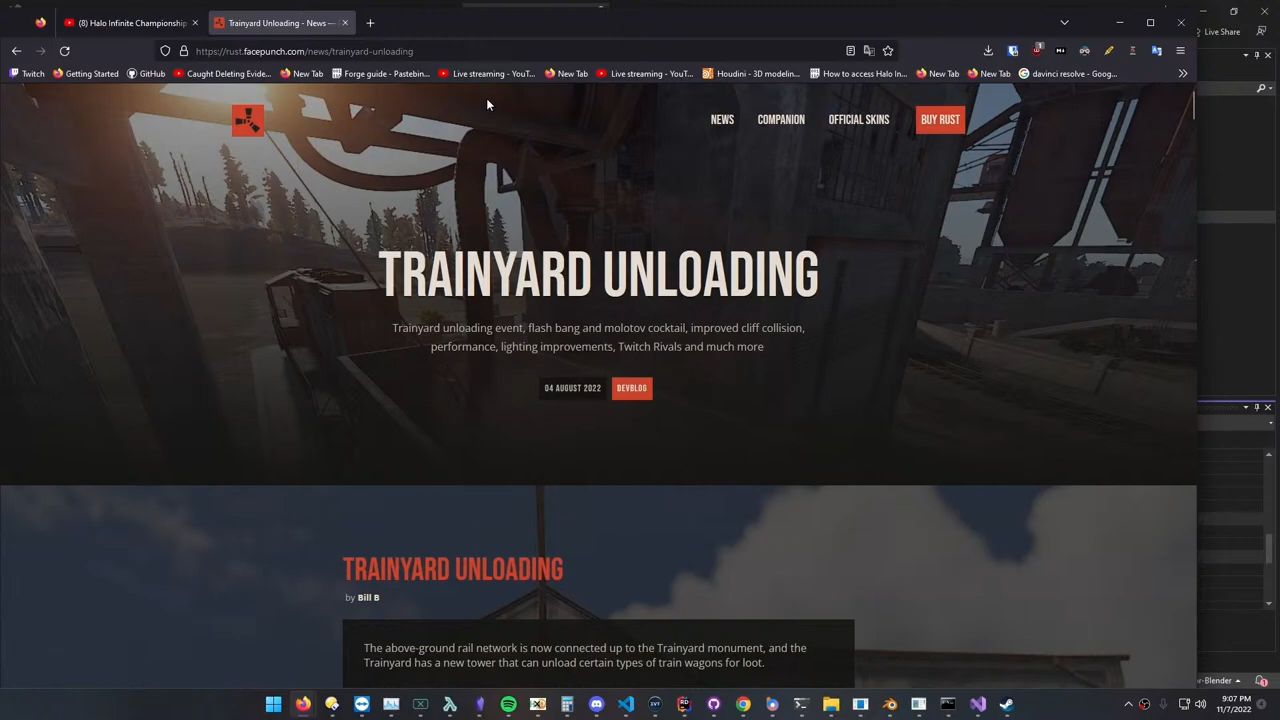 (8) Halo Infinite Championship
Trainyard Unloading - News —
Live Share
https://rust.facepunch.com/news/trainyard-unloading
Twitch
Getting Started
GitHub
Caught Deleting Evide...
New Tab
Forge guide - Pastebin...
Live streaming - YouT...
New Tab
Live streaming - YouT...
Houdini - 3D modelin...
How to access Halo In...
New Tab
New Tab
davinci resolve - Goog...
NEWS
COMPANION
OFFICIAL SKINS
BUY RUST
TRAINYARD UNLOADING
Trainyard unloading event, flash bang and molotov cocktail, improved cliff collision,
performance, lighting improvements, Twitch Rivals and much more
04 AUGUST 2022
DEVBLOG
TRAINYARD UNLOADING
by Bill B
The above-ground rail network is now connected up to the Trainyard monument, and the
Trainyard has a new tower that can unload certain types of train wagons for loot.
r-Blender
9:07 PM
11/7/2022